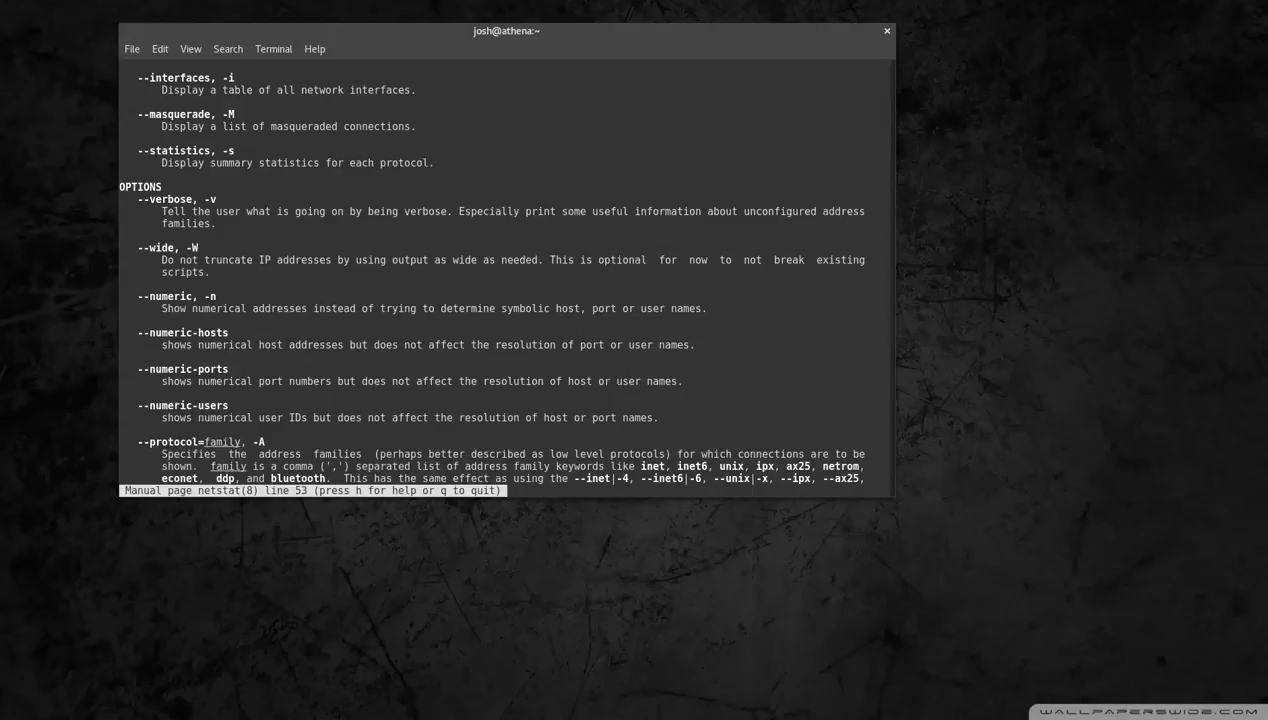 josh@athena:~ ×
File Edit View Search Terminal Help
--interfaces, -i
Display a table of all network interfaces.
--masquerade, -M
Display a list of masqueraded connections.
--statistics, -s
Display summary statistics for each protocol.
OPTIONS
--verbose, -v
Tell the user what is going on by being verbose. Especially print some useful information about unconfigured address
families.
--wide, -W
Do not truncate IP addresses by using output as wide as needed. This is optional for now to not break existing
scripts.
--numeric, -n
Show numerical addresses instead of trying to determine symbolic host, port or user names.
--numeric-hosts
shows numerical host addresses but does not affect the resolution of port or user names.
--numeric-ports
shows numerical port numbers but does not affect the resolution of host or user names.
--numeric-users
shows numerical user IDs but does not affect the resolution of host or port names.
--protocol=family, -A
Specifies the address families (perhaps better described as low level protocols) for which connections are to be
shown. family is a comma (',') separated list of address family keywords like inet, inet6, unix, ipx, ax25, netrom,
econet, ddp, and bluetooth. This has the same effect as using the --inet|-4, --inet6|-6, --unix|-x, --ipx, --ax25,
Manual page netstat(8) line 53 (press h for help or q to quit)
WALLPAPERSWIDE.COM